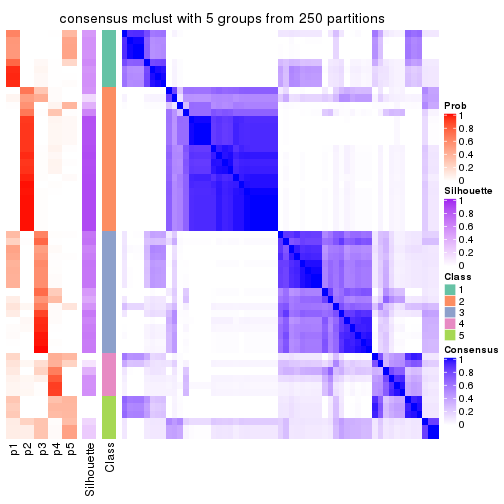 consensus mclust with 5 groups from 250 partitions
Prob
1
0.8
0.6
0.4
0.2
0
Silhouette
1
0.8
0.6
0.4
0.2
0
Class
1
2
3
4
5
Consensus
1
0.8
0.6
0.4
0.2
0
p1
p2
p3
p4
p5
Silhouette
Class